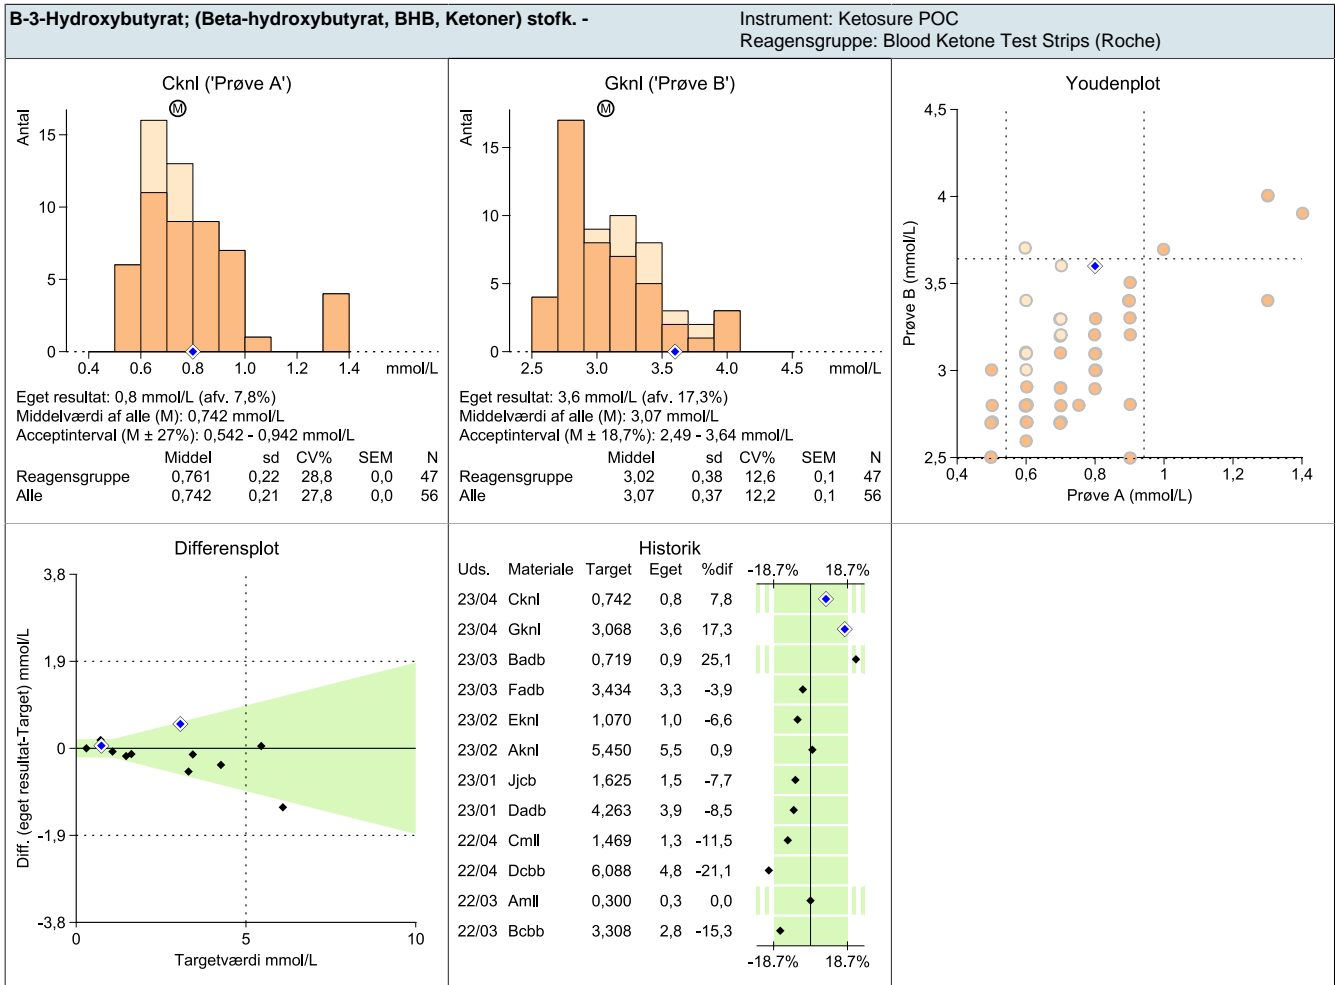 B-3-Hydroxybutyrat; (Beta-hydroxybutyrat, BHB, Ketoner) stofk. -
Instrument: Ketosure POC
Reagensgruppe: Blood Ketone Test Strips (Roche)
Cknl ('Prøve A')
M
Antal
15
10
5
0
0.4 0.6 0.8 1.0 1.2 1.4 mmol/L
Eget resultat: 0,8 mmol/L (afv. 7,8%)
Middelværdi af alle (M): 0,742 mmol/L
Acceptinterval (M ± 27%): 0,542 - 0,942 mmol/L
Middel sd CV% SEM N
Reagensgruppe 0,761 0,22 28,8 0,0 47
Alle 0,742 0,21 27,8 0,0 56
Gknl ('Prøve B')
M
Antal
15
10
5
0
2.5 3.0 3.5 4.0 4.5 mmol/L
Eget resultat: 3,6 mmol/L (afv. 17,3%)
Middelværdi af alle (M): 3,07 mmol/L
Acceptinterval (M ± 18,7%): 2,49 - 3,64 mmol/L
Middel sd CV% SEM N
Reagensgruppe 3,02 0,38 12,6 0,1 47
Alle 3,07 0,37 12,2 0,1 56
Youdenplot
Prøve B (mmol/L)
4,5
4
3,5
3
2,5
0,4 0,6 0,8 1 1,2 1,4
Prøve A (mmol/L)
Differensplot
Diff. (eget resultat-Target) mmol/L
3,8
1,9
0
-1,9
-3,8
0 5 10
Targetværdi mmol/L
Historik
Uds. Materiale Target Eget %dif -18.7% 18.7%
23/04 Cknl 0,742 0,8 7,8
23/04 Gknl 3,068 3,6 17,3
23/03 Badb 0,719 0,9 25,1
23/03 Fadb 3,434 3,3 -3,9
23/02 Eknl 1,070 1,0 -6,6
23/02 Aknl 5,450 5,5 0,9
23/01 Jjcb 1,625 1,5 -7,7
23/01 Dadb 4,263 3,9 -8,5
22/04 Cmll 1,469 1,3 -11,5
22/04 Dcbb 6,088 4,8 -21,1
22/03 Amll 0,300 0,3 0,0
22/03 Bcbb 3,308 2,8 -15,3
-18.7% 18.7%